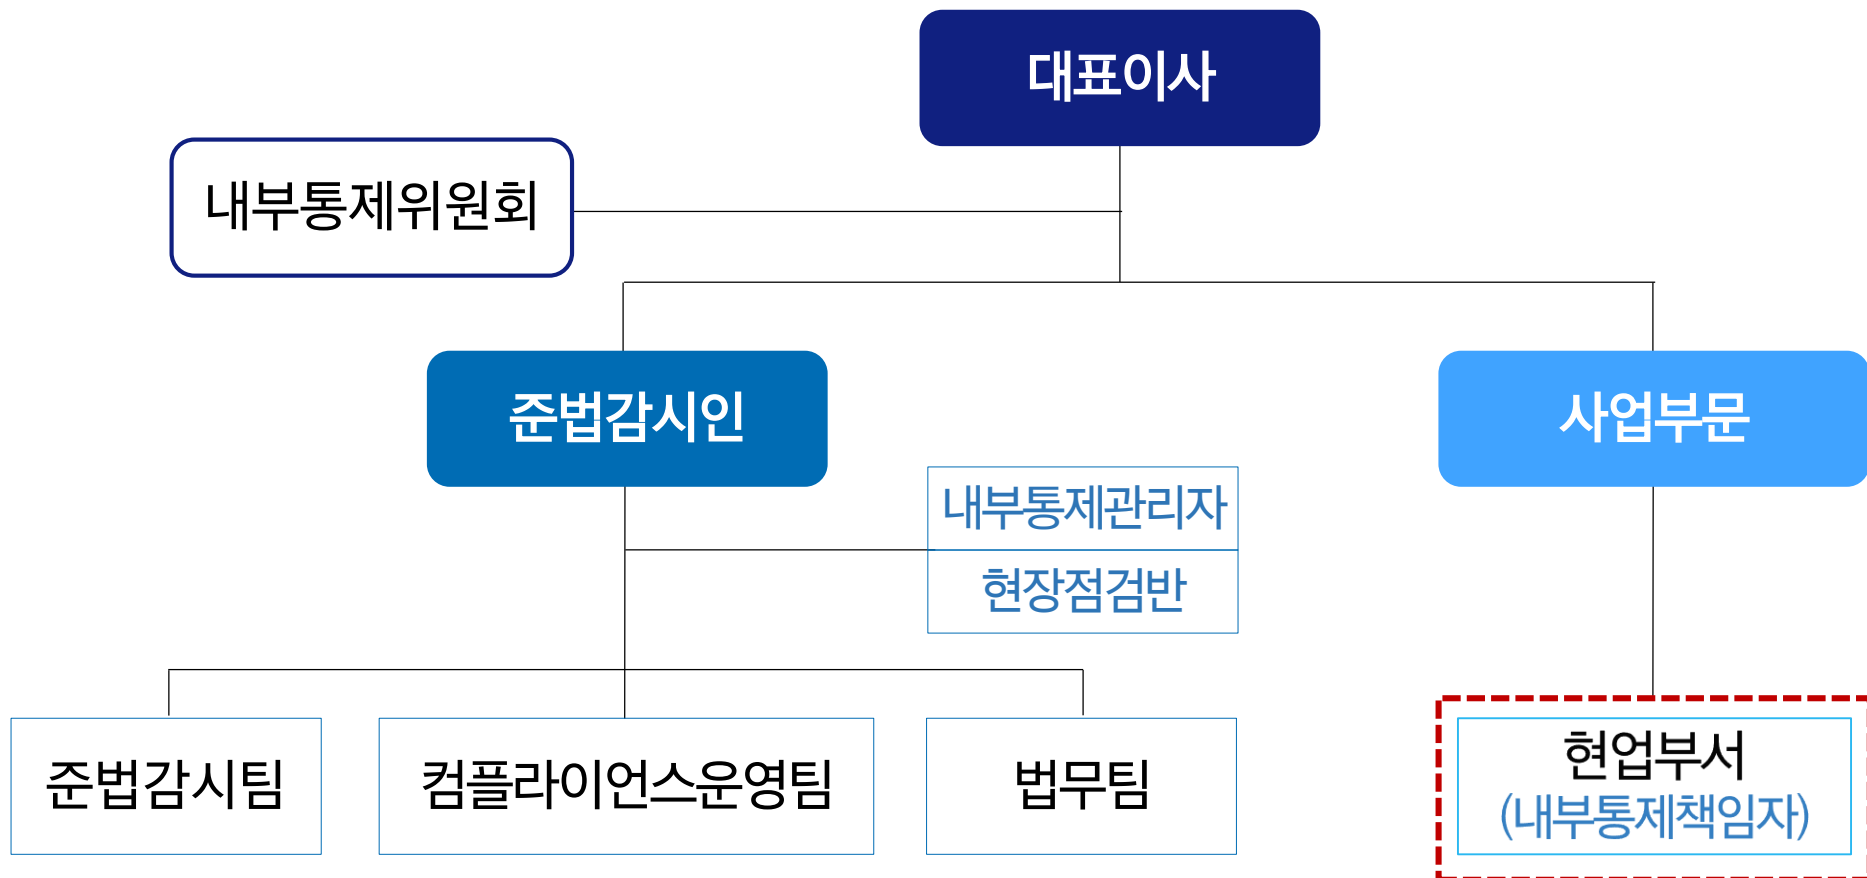 대표이사
내부통제위원회
준법감시인
사업부문
내부통제관리자
현장점검반
준법감시팀
컴플라이언스운영팀
법무팀
현업부서
(내부통제책임자)